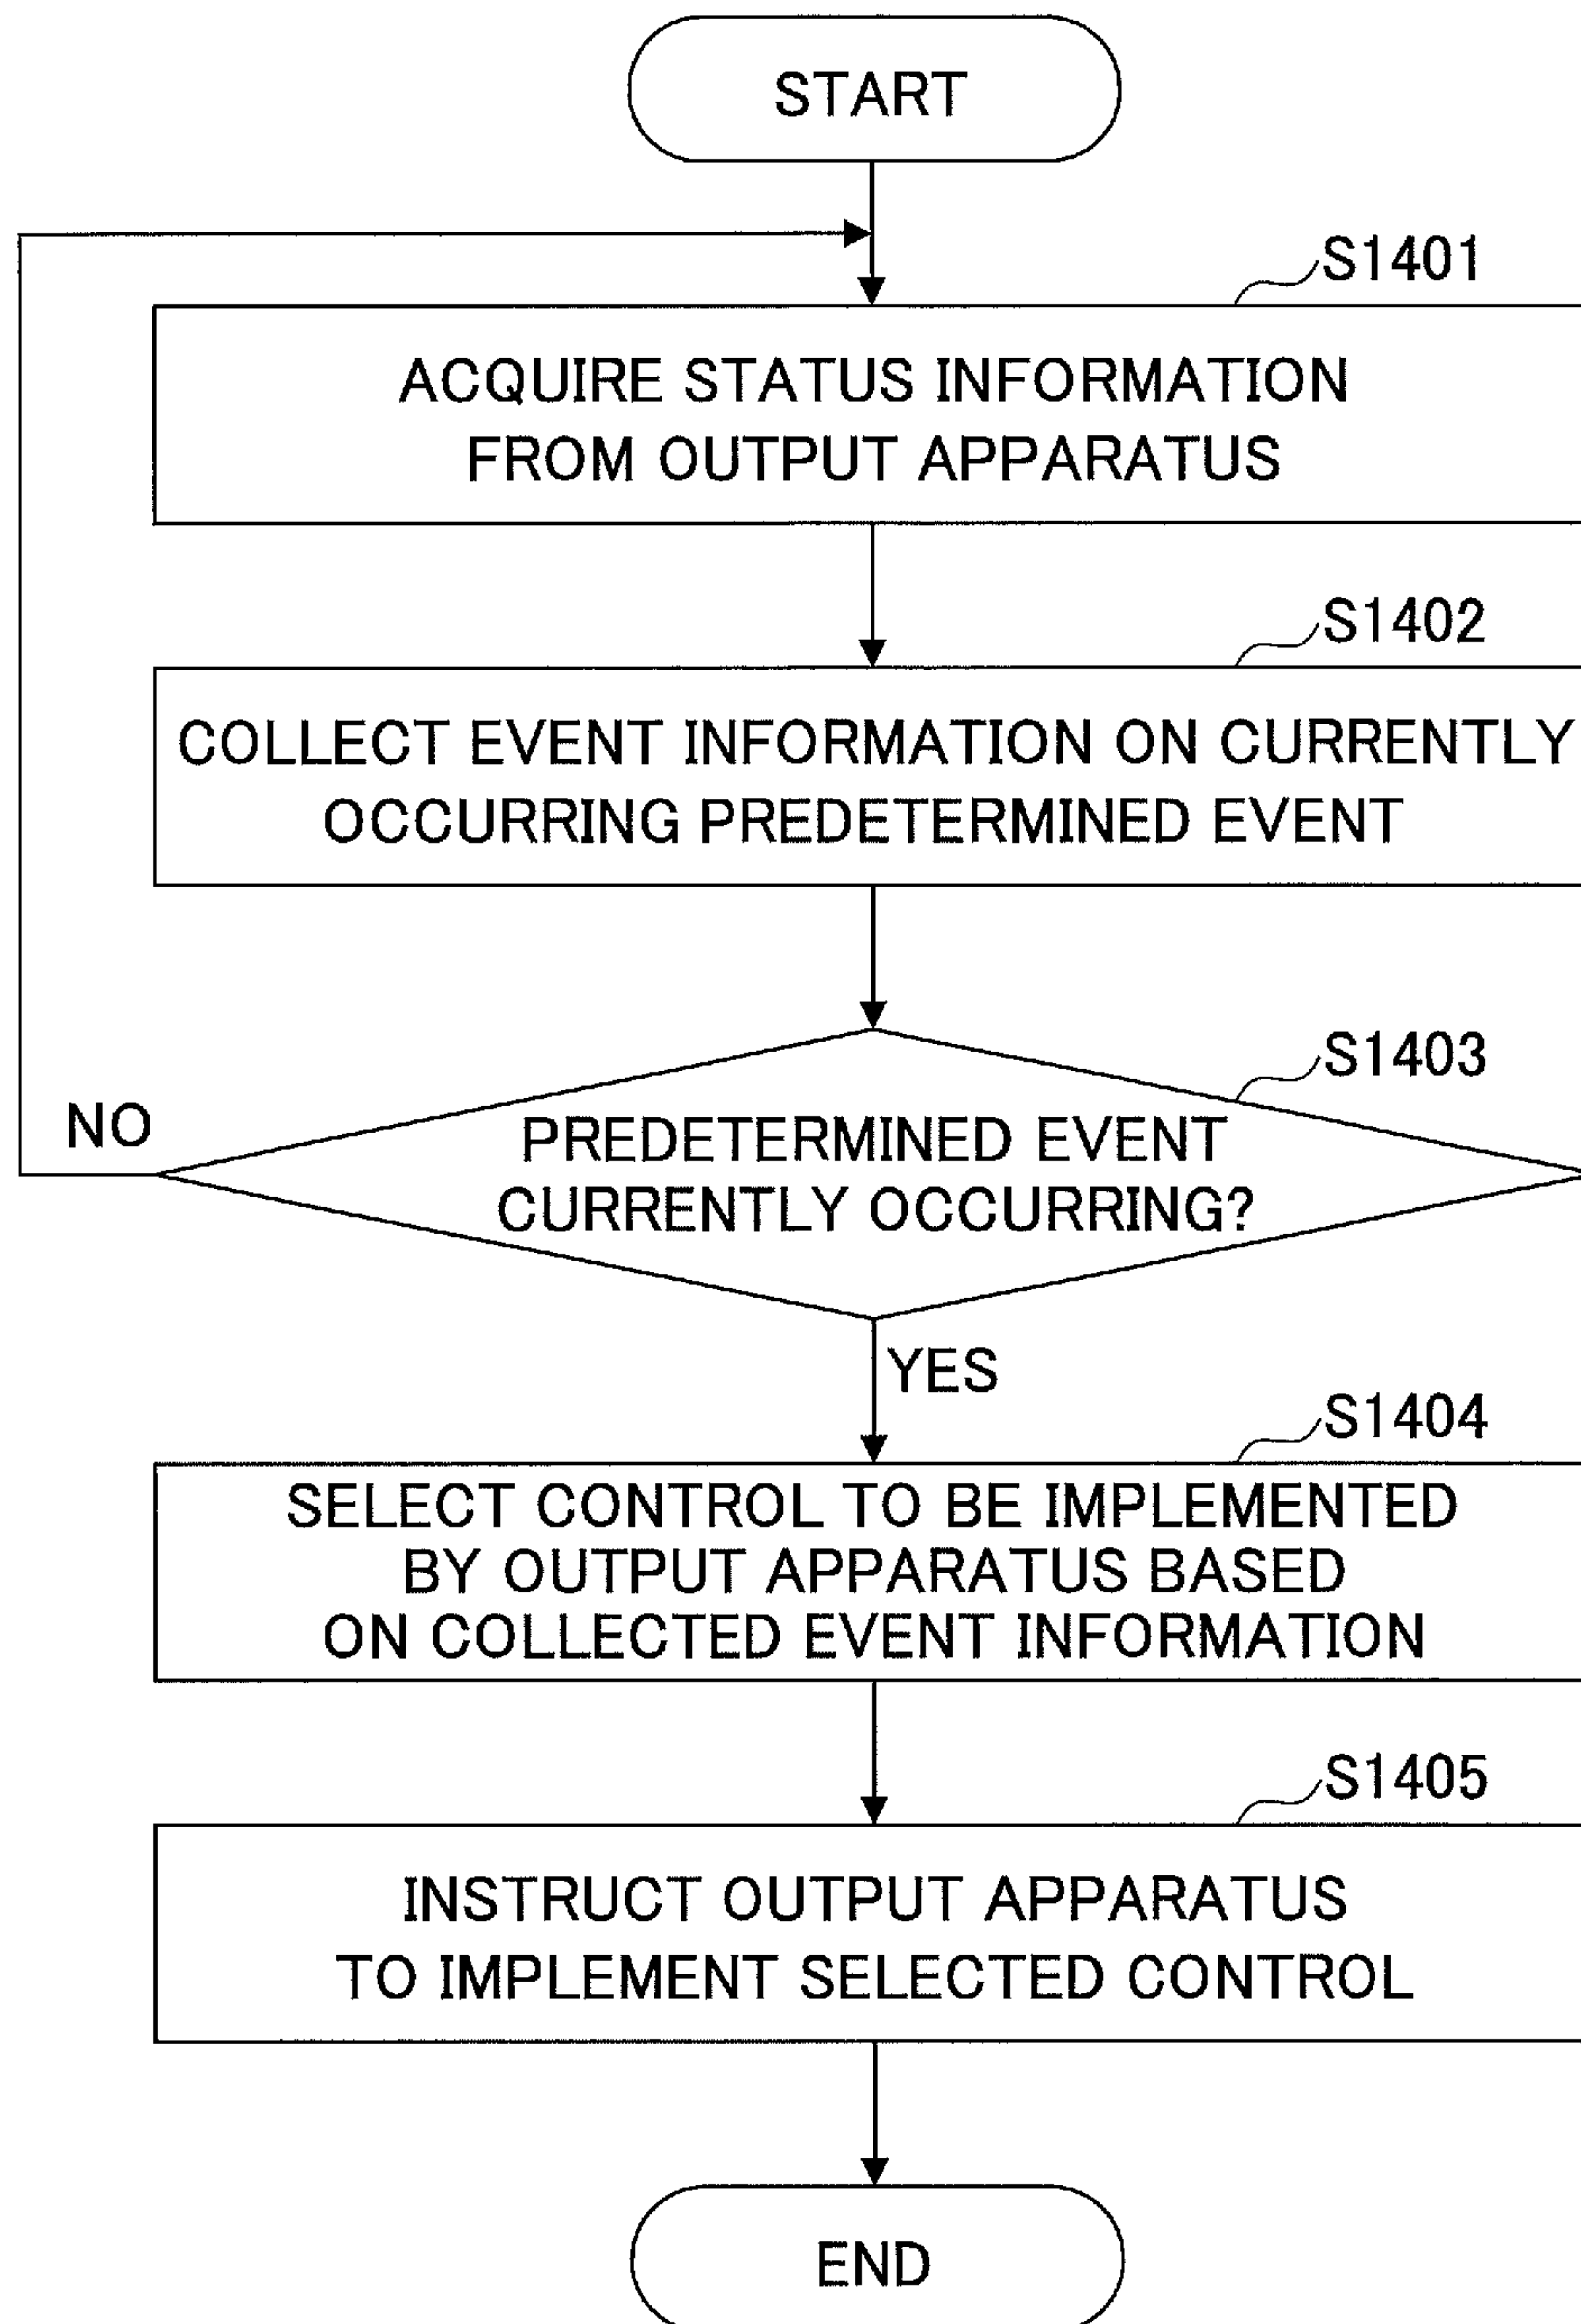 START
S1401
ACQUIRE STATUS INFORMATION
FROM OUTPUT APPARATUS
S1402
COLLECT EVENT INFORMATION ON CURRENTLY
OCCURRING PREDETERMINED EVENT
S1403
NO
PREDETERMINED EVENT
CURRENTLY OCCURRING?
YES
S1404
SELECT CONTROL TO BE IMPLEMENTED
BY OUTPUT APPARATUS BASED
ON COLLECTED EVENT INFORMATION
S1405
INSTRUCT OUTPUT APPARATUS
TO IMPLEMENT SELECTED CONTROL
END